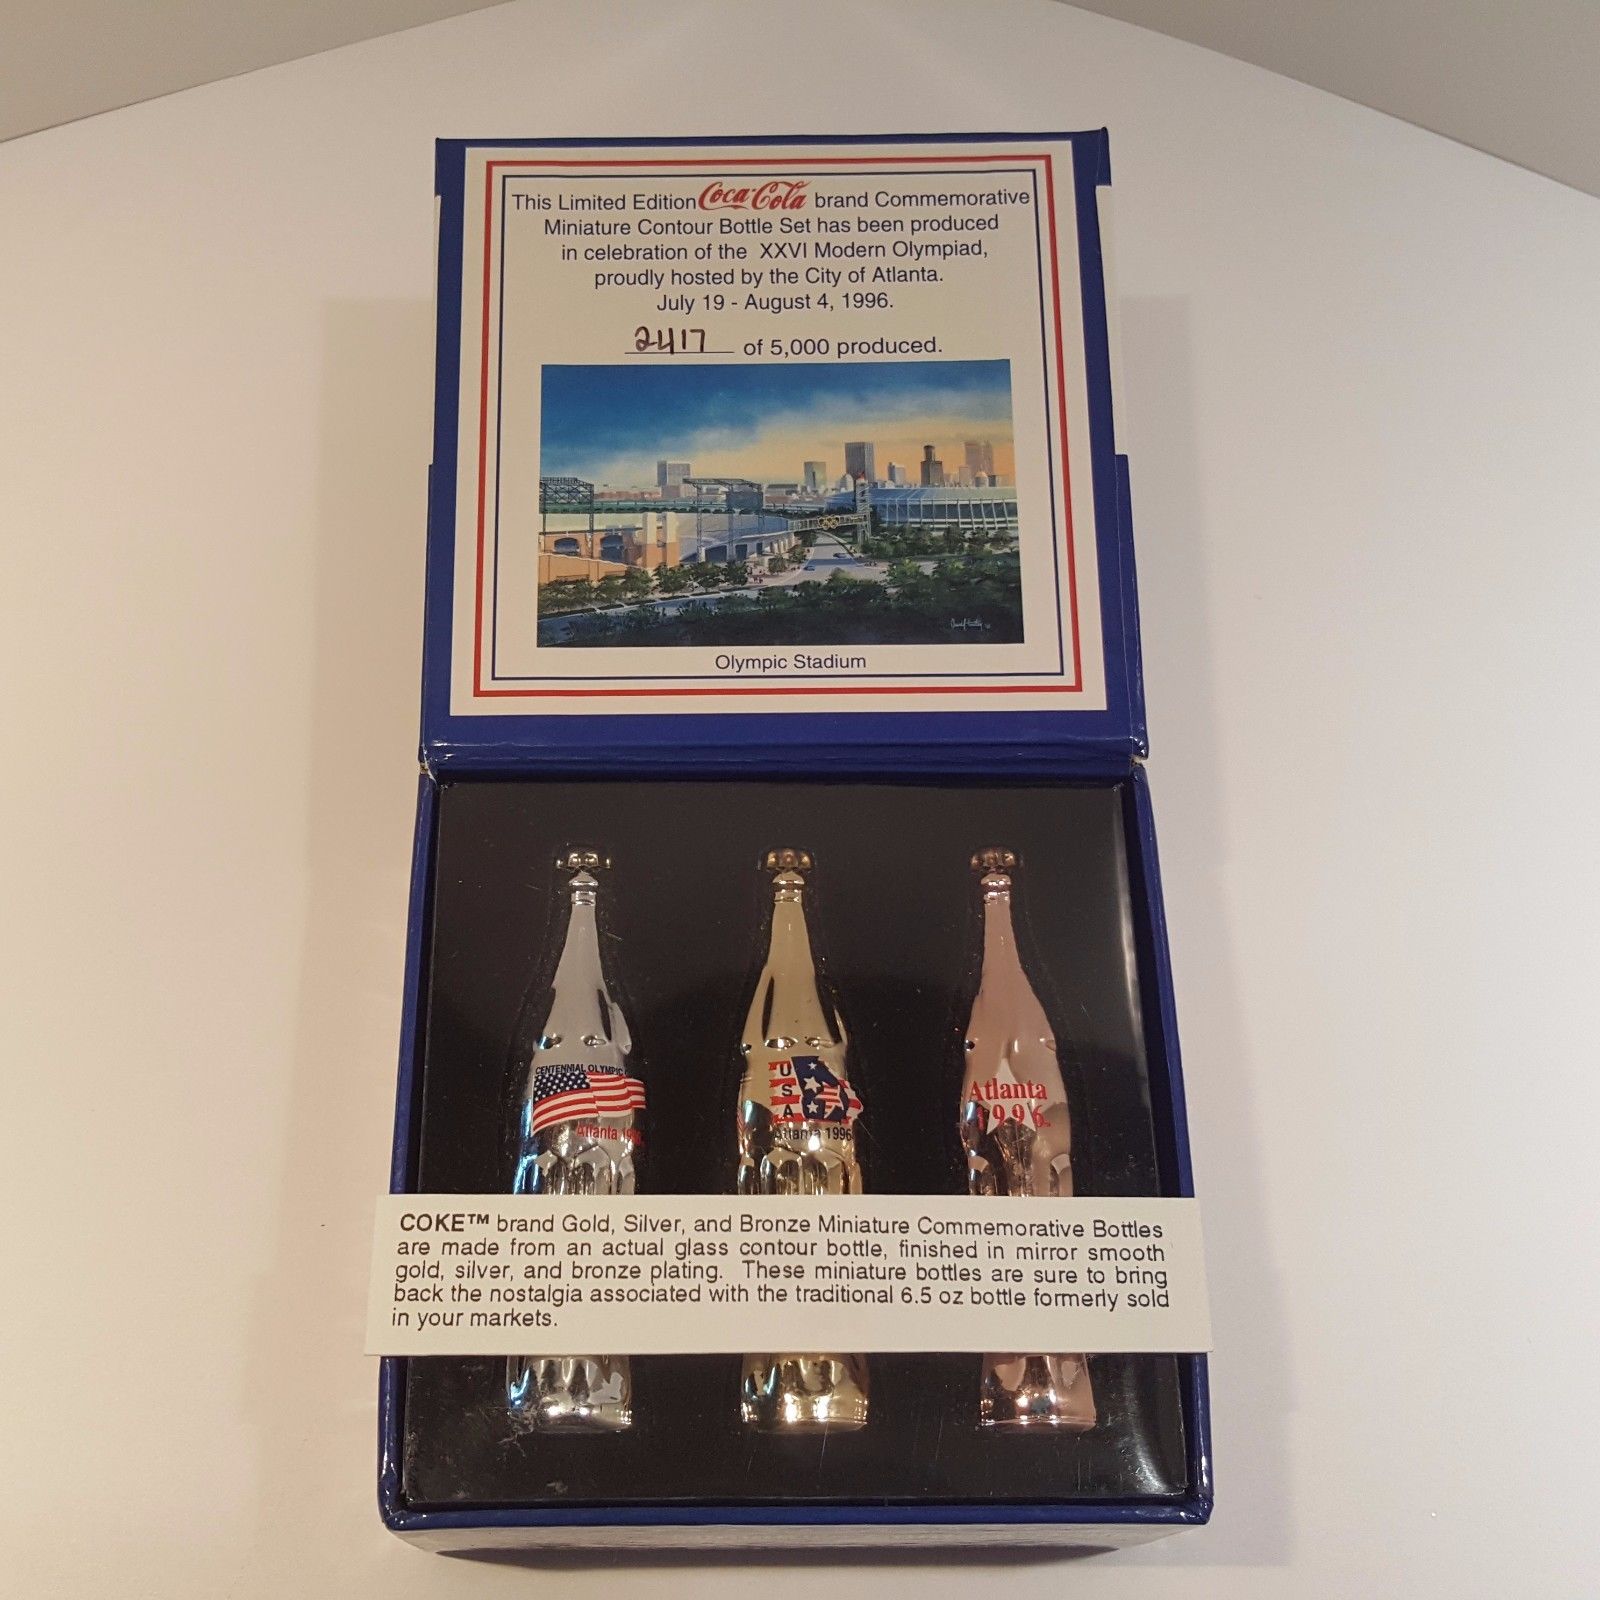 This Limited Edition Coca-Cola brand Commemorative
Miniature Contour Bottle Set has been produced
in celebration of the XXVI Modern Olympiad,
proudly hosted by the City of Atlanta.
July 19 - August 4, 1996.
2417 of 5,000 produced.
Olympic Stadium
CENTENNIAL OLYMPIC
Atlanta 1996
U
S
A
Atlanta 1996
Atlanta
1996
COKE™ brand Gold, Silver, and Bronze Miniature Commemorative Bottles
are made from an actual glass contour bottle, finished in mirror smooth
gold, silver, and bronze plating. These miniature bottles are sure to bring
back the nostalgia associated with the traditional 6.5 oz bottle formerly sold
in your markets.